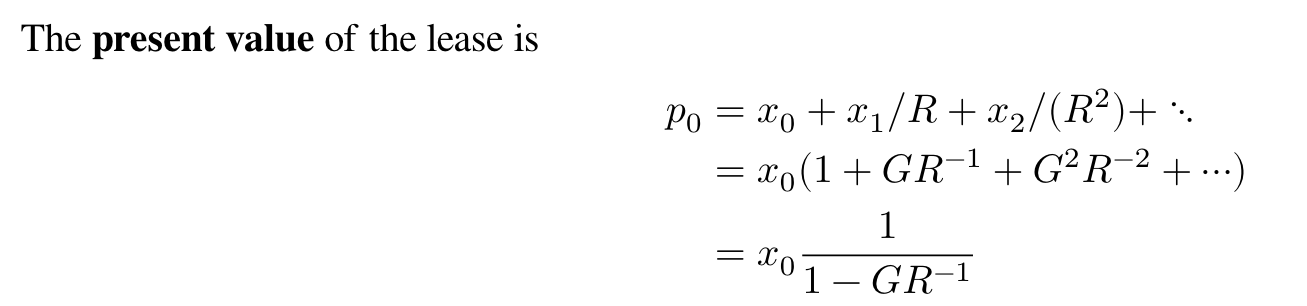 The present value of the lease is
p₀ = x₀ + x₁/R + x₂/(R²)+ ⋱
= x₀(1 + GR⁻¹ + G²R⁻² + ⋯)
= x₀ 1/(1 − GR⁻¹)